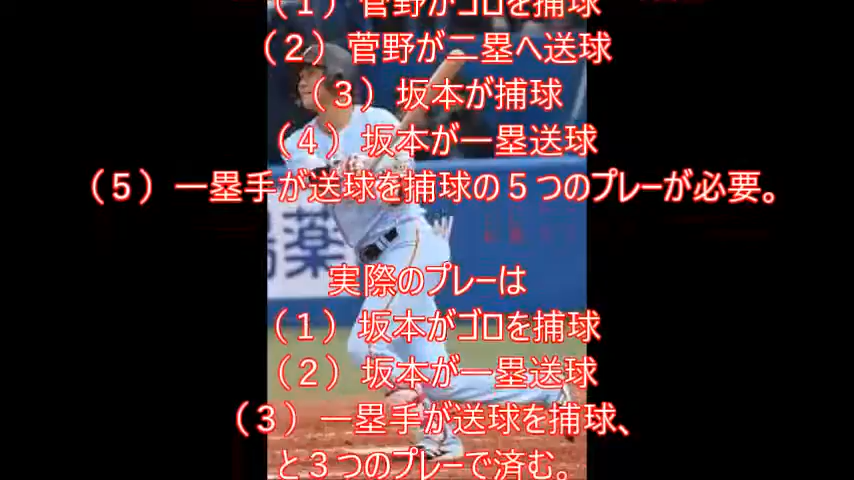 （１）菅野がゴロを捕球
（２）菅野が二塁へ送球
（３）坂本が捕球
（４）坂本が一塁送球
（５）一塁手が送球を捕球の５つのプレーが必要。
実際のプレーは
（１）坂本がゴロを捕球
（２）坂本が一塁送球
（３）一塁手が送球を捕球、
と３つのプレーで済む。
薬